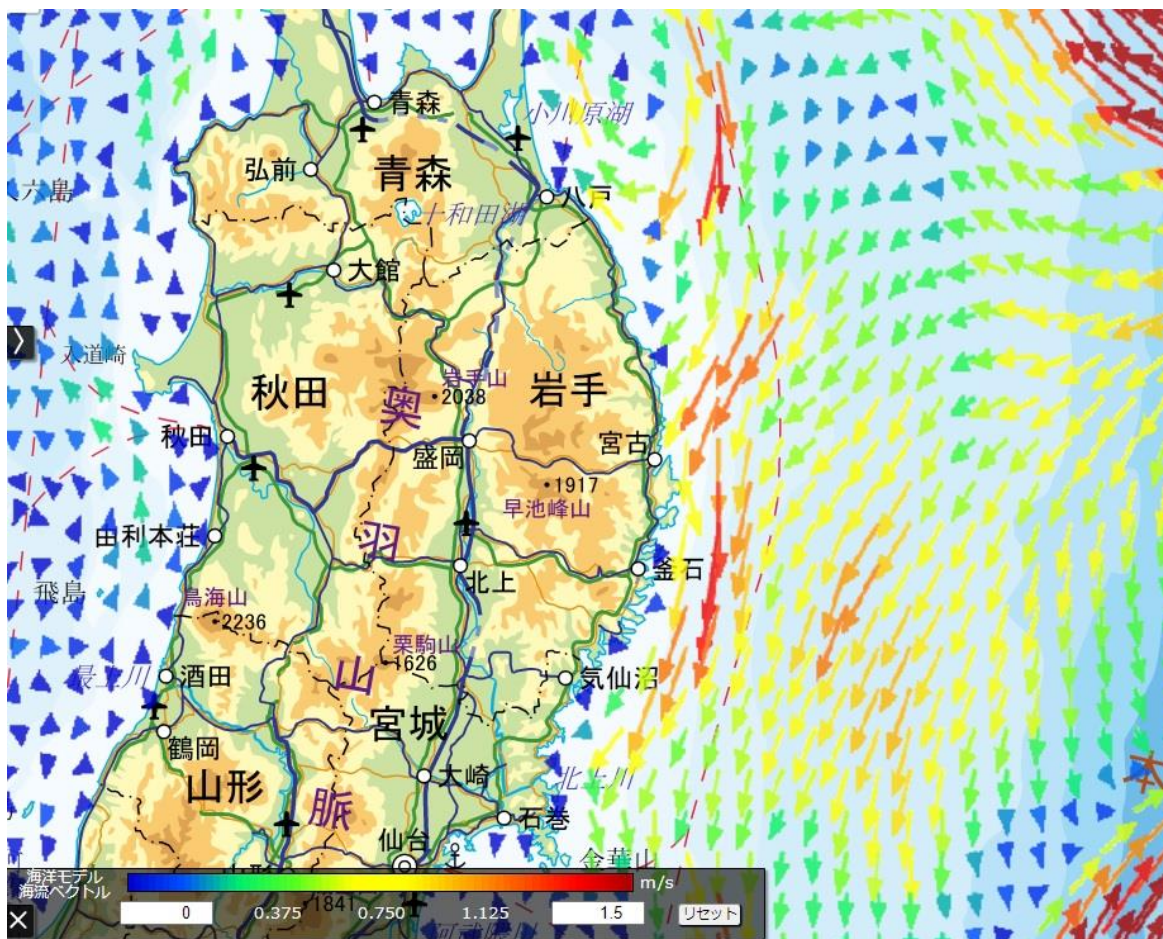 青森
小川原湖
弘前
青森
六島
八戸
十和田湖
大館
入道崎
岩手山
2038
秋田
奥
岩手
秋田
盛岡
宮古
1917
早池峰山
由利本荘
羽
北上
釜石
飛島
鳥海山
2236
栗駒山
1626
最上川
酒田
山
気仙沼
宮城
鶴岡
大崎
北上川
山形
脈
石巻
仙台
金華山
海洋モデル
海流ベクトル
m/s
0 0.375 0.750 1.125 1.5 リセット
1841